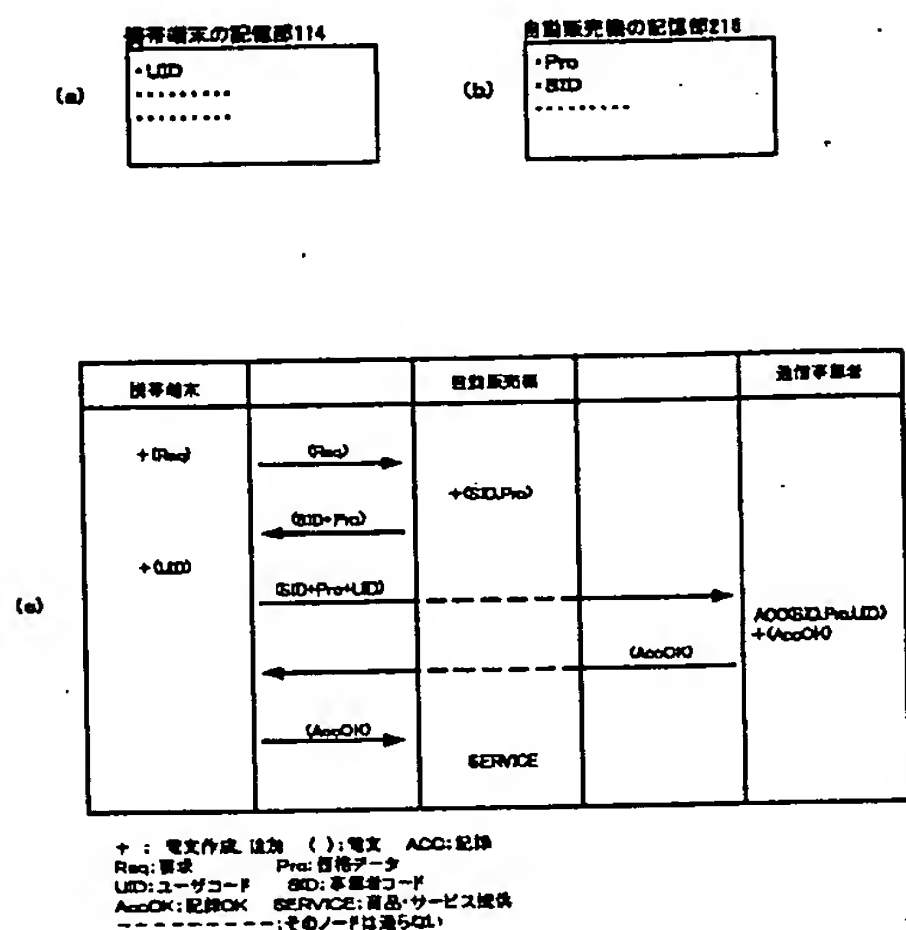 携帯端末の記憶部114
自動販売機の記憶部218
(a)
・UID
(b)
・Pro
・SID
携帯端末
自動販売機
通信事業者
+(Req)
(Req)
+(SID.Pro)
(SID+Pro)
+(UID)
(c)
(SID+Pro+UID)
ACC(SID.Pro.UID)
+(AccOK)
(AccOK)
(AccOK)
SERVICE
+ : 電文作成、追加 ( ):電文 ACC:記録
Req:要求 Pro:価格データ
UID:ユーザコード SID:事業者コード
AccOK:記録OK SERVICE:商品・サービス提供
----------:そのノードは通らない